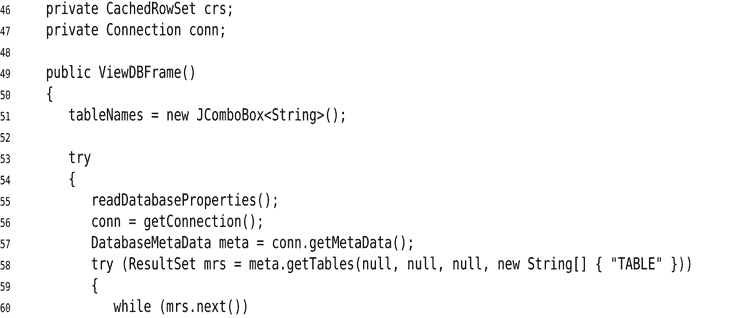 46 private CachedRowSet crs;
47 private Connection conn;
48
49 public ViewDBFrame()
50 {
51 tableNames = new JComboBox<String>();
52
53 try
54 {
55 readDatabaseProperties();
56 conn = getConnection();
57 DatabaseMetaData meta = conn.getMetaData();
58 try (ResultSet mrs = meta.getTables(null, null, null, new String[] { "TABLE" }))
59 {
60 while (mrs.next())